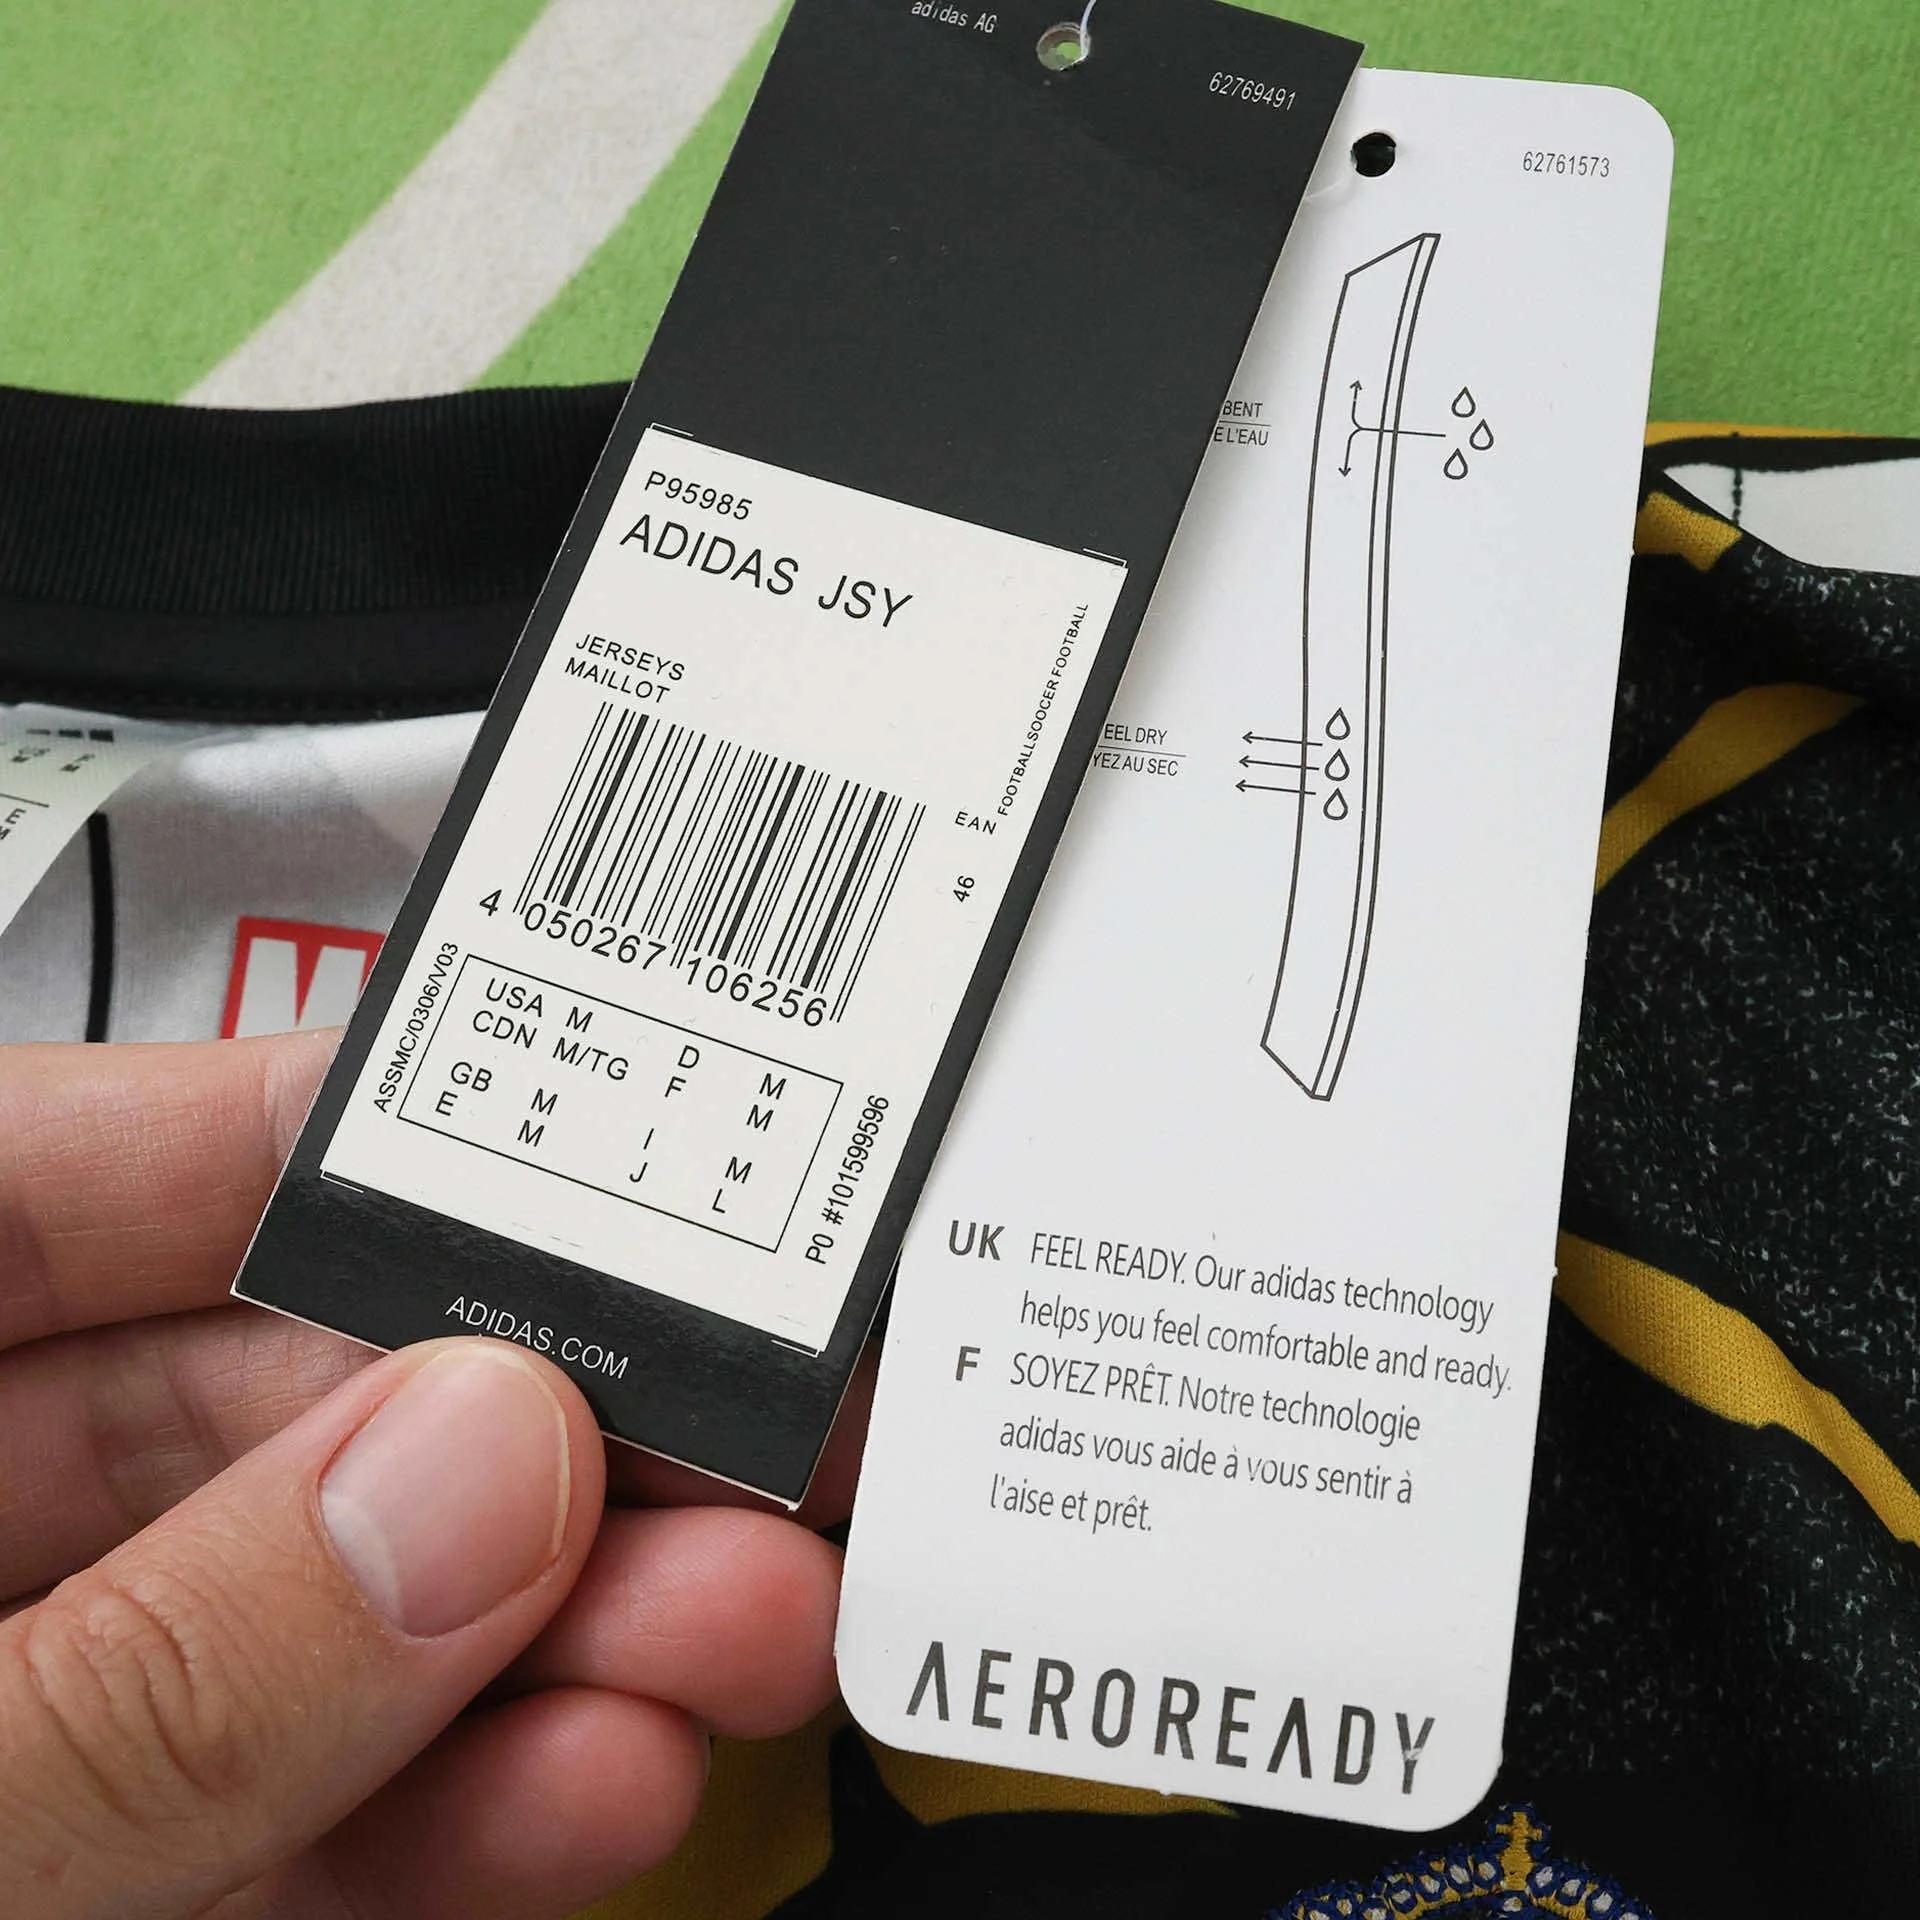 adidas AG
62769491
P95985
ADIDAS JSY
JERSEYS
MAILLOT
FOOTBALLSOCCER FOOTBALL
EAN
46
4 050267 106256
ASSMC/0306/V03
USA M D M
CDN M/TG F M
GB M I M
E M J L
PO #101599596
ADIDAS.COM
62761573
BENT
E L'EAU
EEL DRY
YEZ AU SEC
UK FEEL READY. Our adidas technology
helps you feel comfortable and ready.
F SOYEZ PRÊT. Notre technologie
adidas vous aide à vous sentir à
l'aise et prêt.
AEROREADY